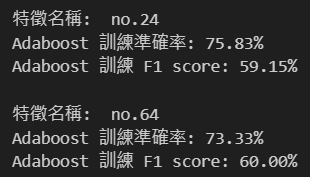 特徵名稱:  no.24
Adaboost 訓練準確率: 75.83%
Adaboost 訓練 F1 score: 59.15%

特徵名稱:  no.64
Adaboost 訓練準確率: 73.33%
Adaboost 訓練 F1 score: 60.00%